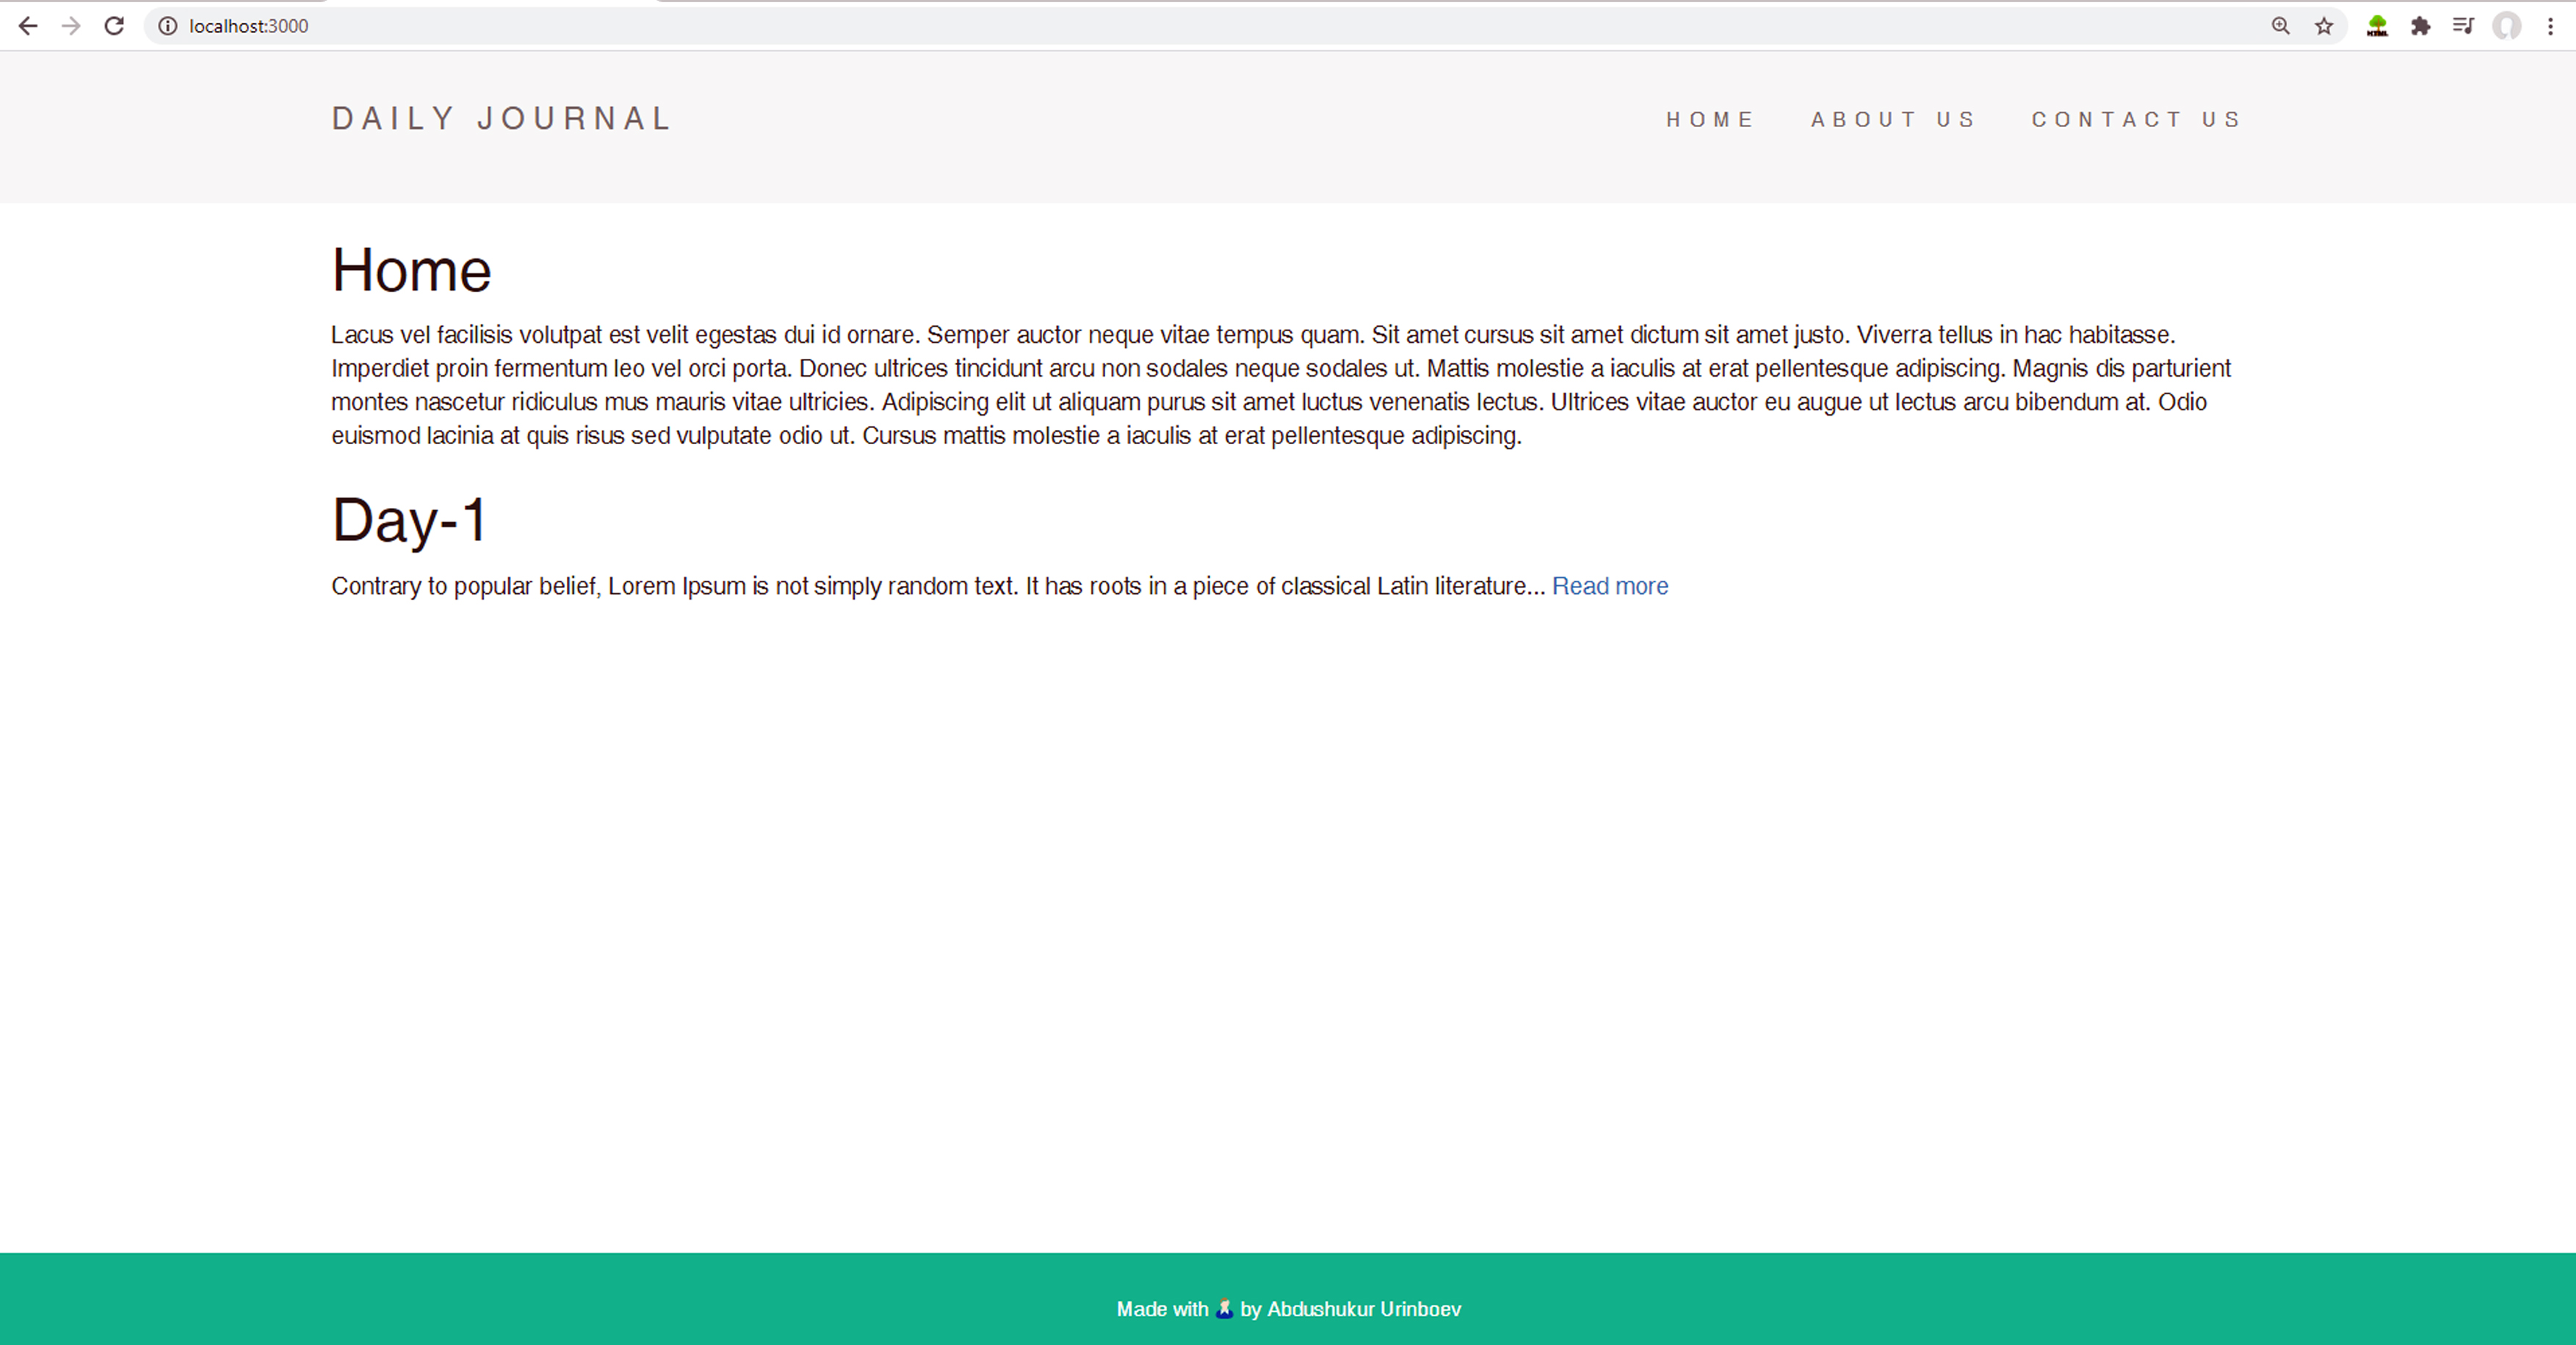 localhost:3000
HTML
DAILY JOURNAL
HOME ABOUT US CONTACT US
Home
Lacus vel facilisis volutpat est velit egestas dui id ornare. Semper auctor neque vitae tempus quam. Sit amet cursus sit amet dictum sit amet justo. Viverra tellus in hac habitasse.
Imperdiet proin fermentum leo vel orci porta. Donec ultrices tincidunt arcu non sodales neque sodales ut. Mattis molestie a iaculis at erat pellentesque adipiscing. Magnis dis parturient
montes nascetur ridiculus mus mauris vitae ultricies. Adipiscing elit ut aliquam purus sit amet luctus venenatis lectus. Ultrices vitae auctor eu augue ut lectus arcu bibendum at. Odio
euismod lacinia at quis risus sed vulputate odio ut. Cursus mattis molestie a iaculis at erat pellentesque adipiscing.
Day-1
Contrary to popular belief, Lorem Ipsum is not simply random text. It has roots in a piece of classical Latin literature... Read more
Made with by Abdushukur Urinboev